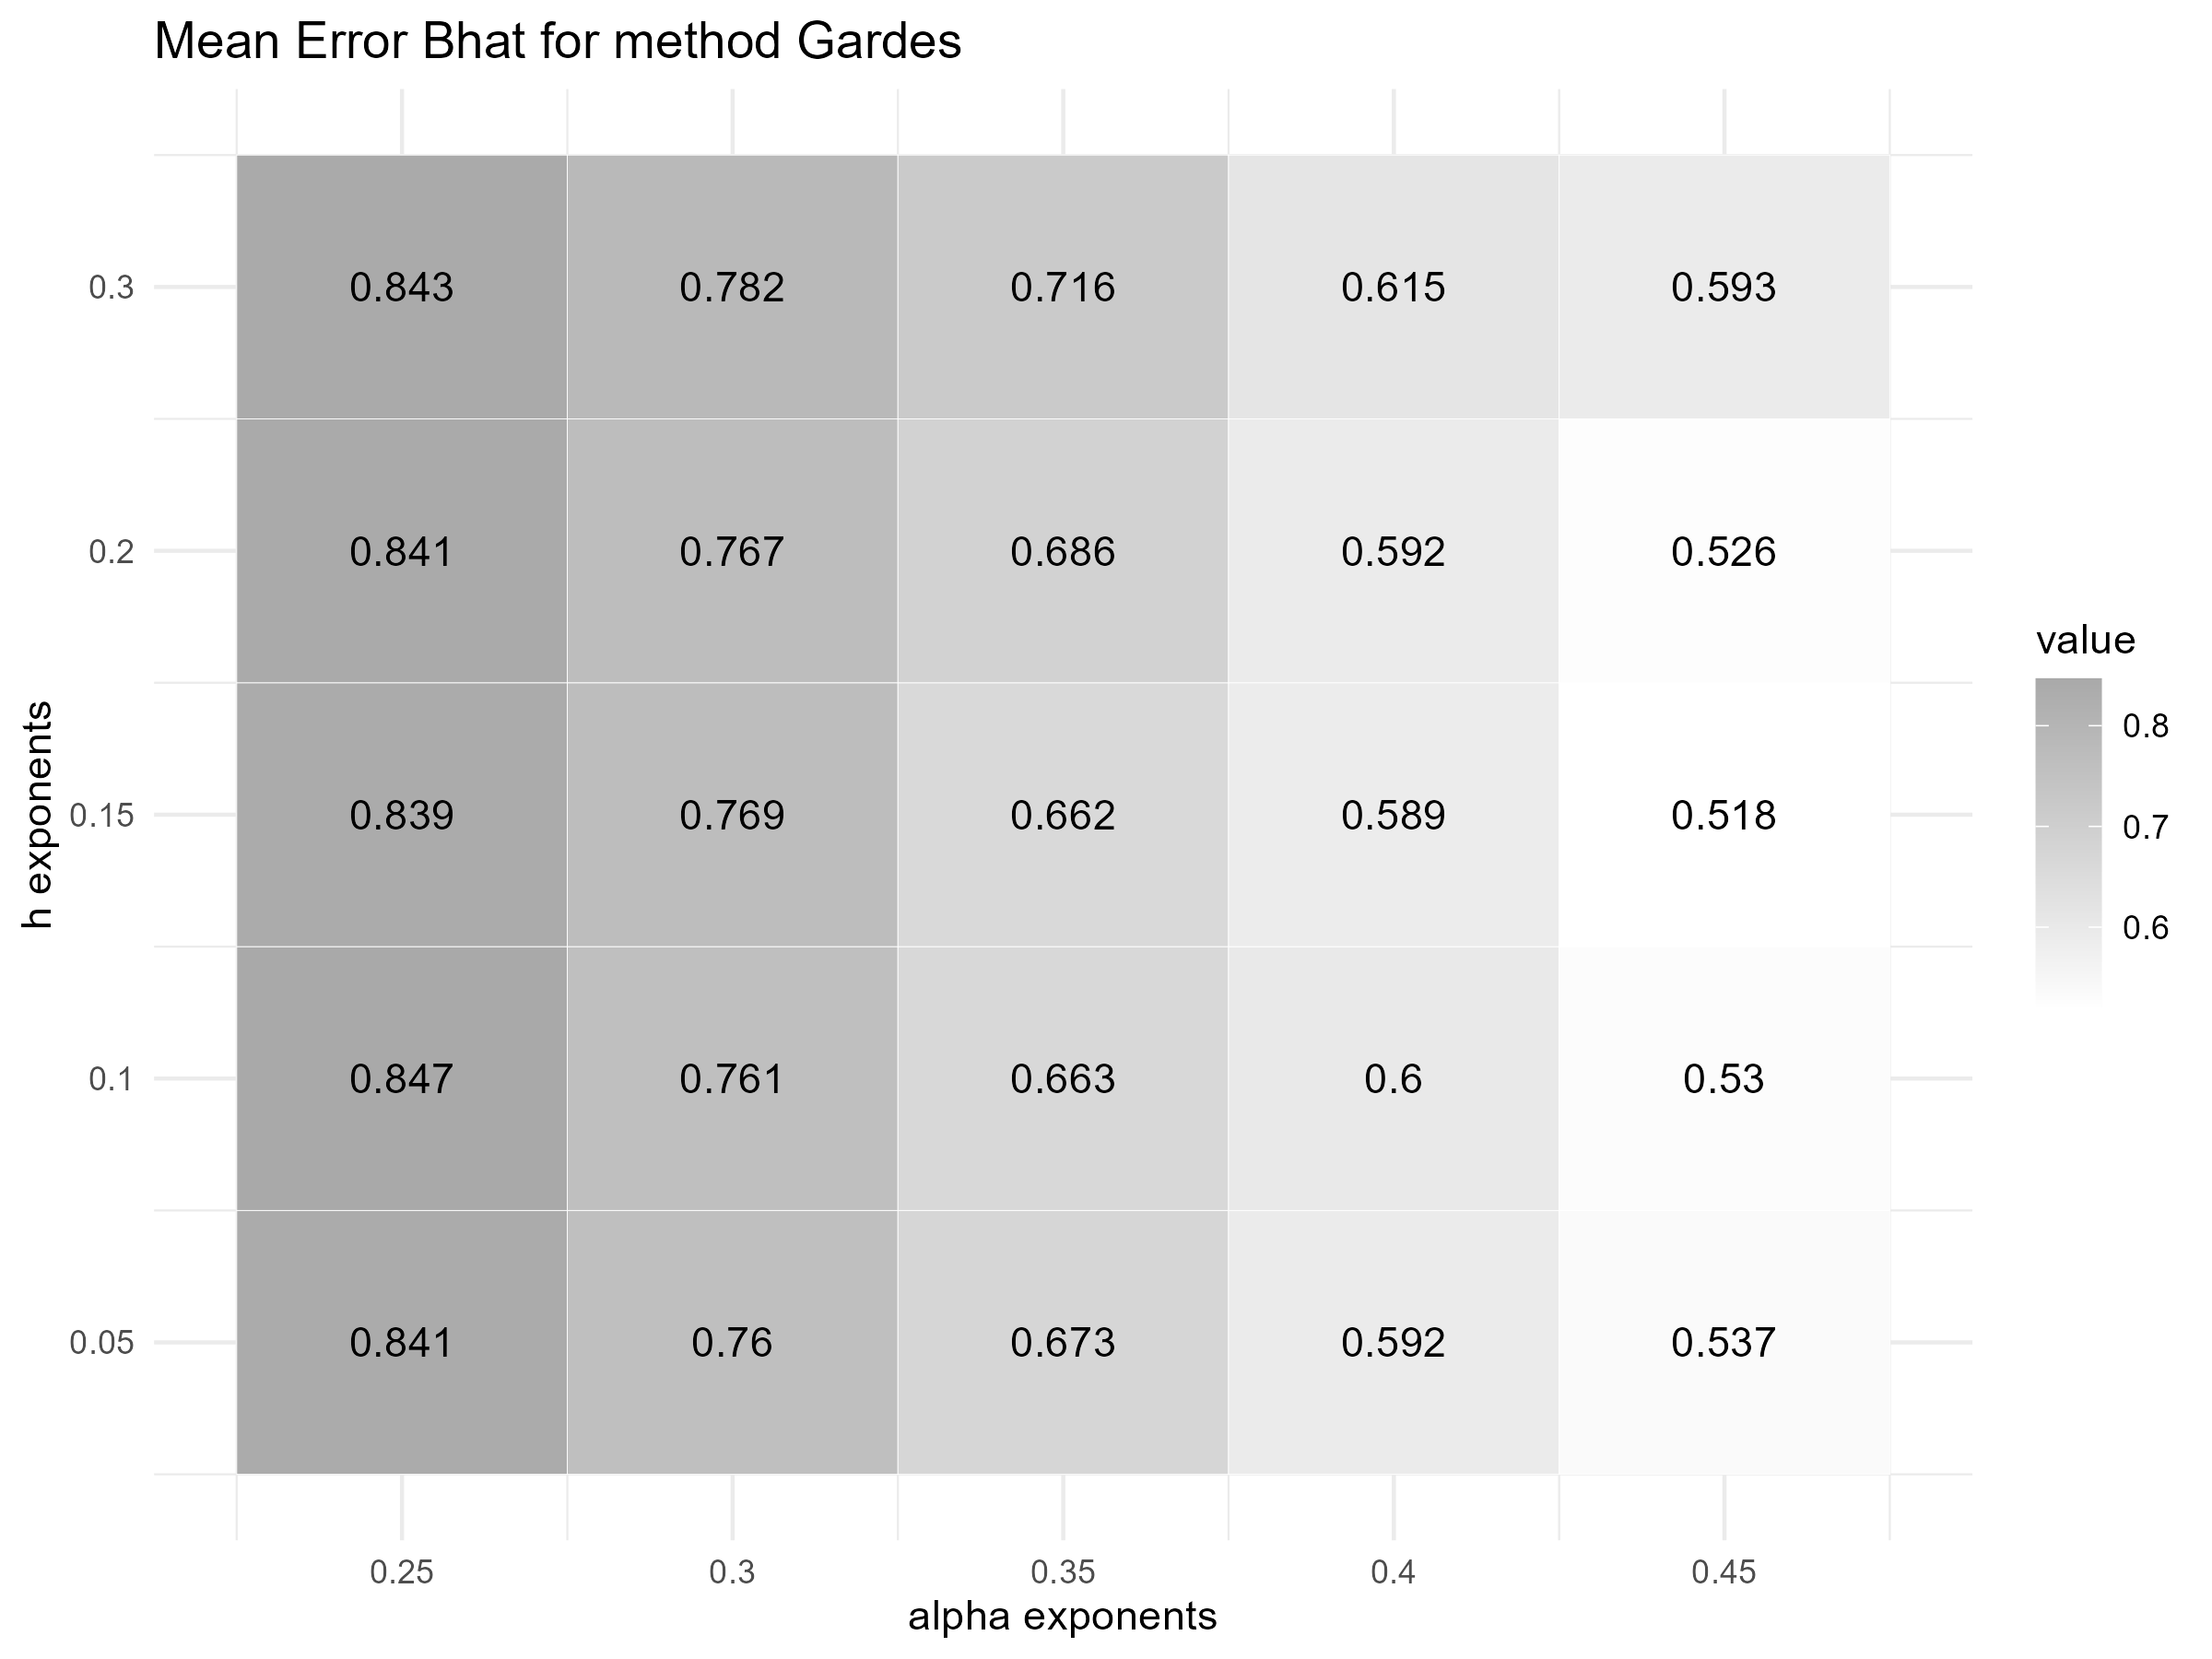 Mean Error Bhat for method Gardes
0.3 0.843 0.782 0.716 0.615 0.593
0.2 0.841 0.767 0.686 0.592 0.526
0.15 0.839 0.769 0.662 0.589 0.518
0.1 0.847 0.761 0.663 0.6 0.53
0.05 0.841 0.76 0.673 0.592 0.537
0.25 0.3 0.35 0.4 0.45
alpha exponents
h exponents
value
0.8
0.7
0.6